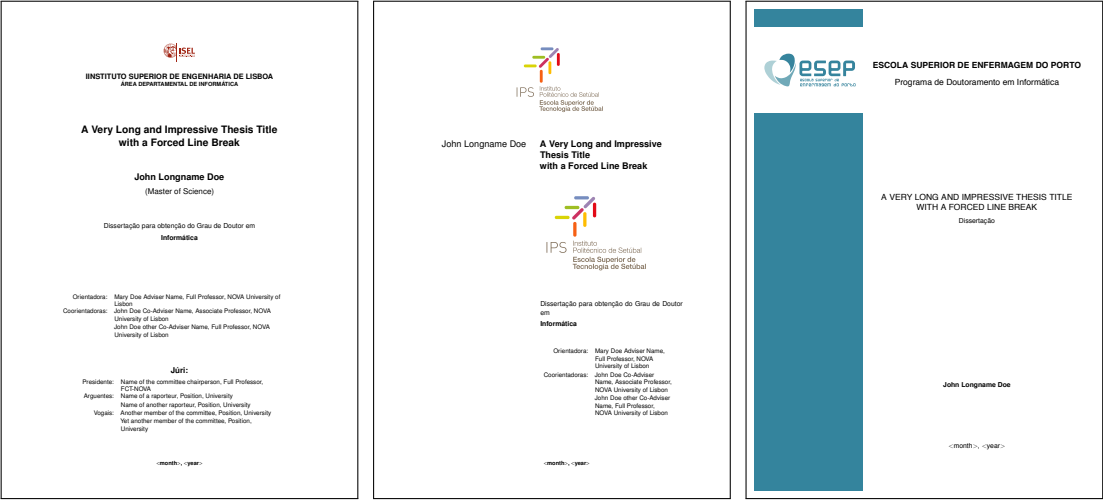 ISEL
IINSTITUTO SUPERIOR DE ENGENHARIA DE LISBOA
ÁREA DEPARTAMENTAL DE INFORMÁTICA
A Very Long and Impressive Thesis Title
with a Forced Line Break
John Longname Doe
(Master of Science)
Dissertação para obtenção do Grau de Doutor em
Informática
Orientadora: Mary Doe Adviser Name, Full Professor, NOVA University of
Lisbon
Coorientadoras: John Doe Co-Adviser Name, Associate Professor, NOVA
University of Lisbon
John Doe other Co-Adviser Name, Full Professor, NOVA
University of Lisbon
Júri:
Presidente: Name of the committee chairperson, Full Professor,
FCT-NOVA
Arguentes: Name of a raporteur, Position, University
Name of another raporteur, Position, University
Vogais: Another member of the committee, Position, University
Yet another member of the committee, Position,
University
<month>, <year>
IPS Instituto
Politécnico de Setúbal
Escola Superior de
Tecnologia de Setúbal
John Longname Doe A Very Long and Impressive
Thesis Title
with a Forced Line Break
IPS Instituto
Politécnico de Setúbal
Escola Superior de
Tecnologia de Setúbal
Dissertação para obtenção do Grau de Doutor
em
Informática
Orientadora: Mary Doe Adviser Name,
Full Professor, NOVA
University of Lisbon
Coorientadoras: John Doe Co-Adviser
Name, Associate Professor,
NOVA University of Lisbon
John Doe other Co-Adviser
Name, Full Professor,
NOVA University of Lisbon
<month>, <year>
esep
escola superior de
enfermagem do porto
ESCOLA SUPERIOR DE ENFERMAGEM DO PORTO
Programa de Doutoramento em Informática
A VERY LONG AND IMPRESSIVE THESIS TITLE
WITH A FORCED LINE BREAK
Dissertação
John Longname Doe
<month>, <year>